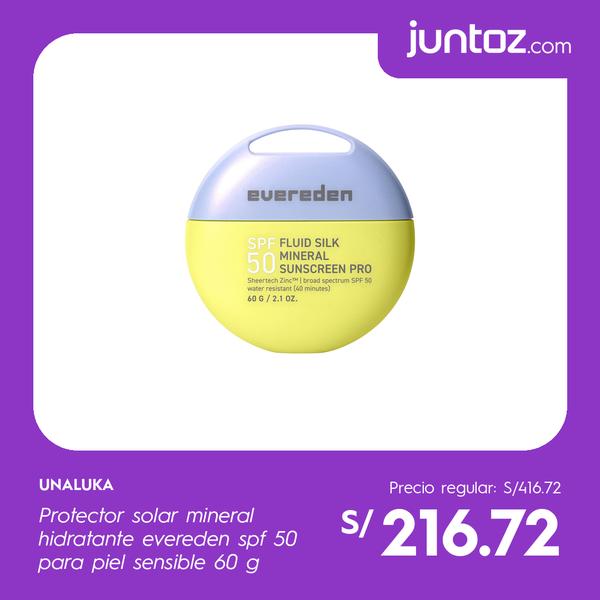 juntoz.com
evereden
SPF 50 FLUID SILK
MINERAL
SUNSCREEN PRO
Sheertech Zinc™ | broad spectrum SPF 50
water resistant (40 minutes)
60 G / 2.1 OZ.
UNALUKA
Protector solar mineral
hidratante evereden spf 50
para piel sensible 60 g
Precio regular: S/416.72
S/ 216.72